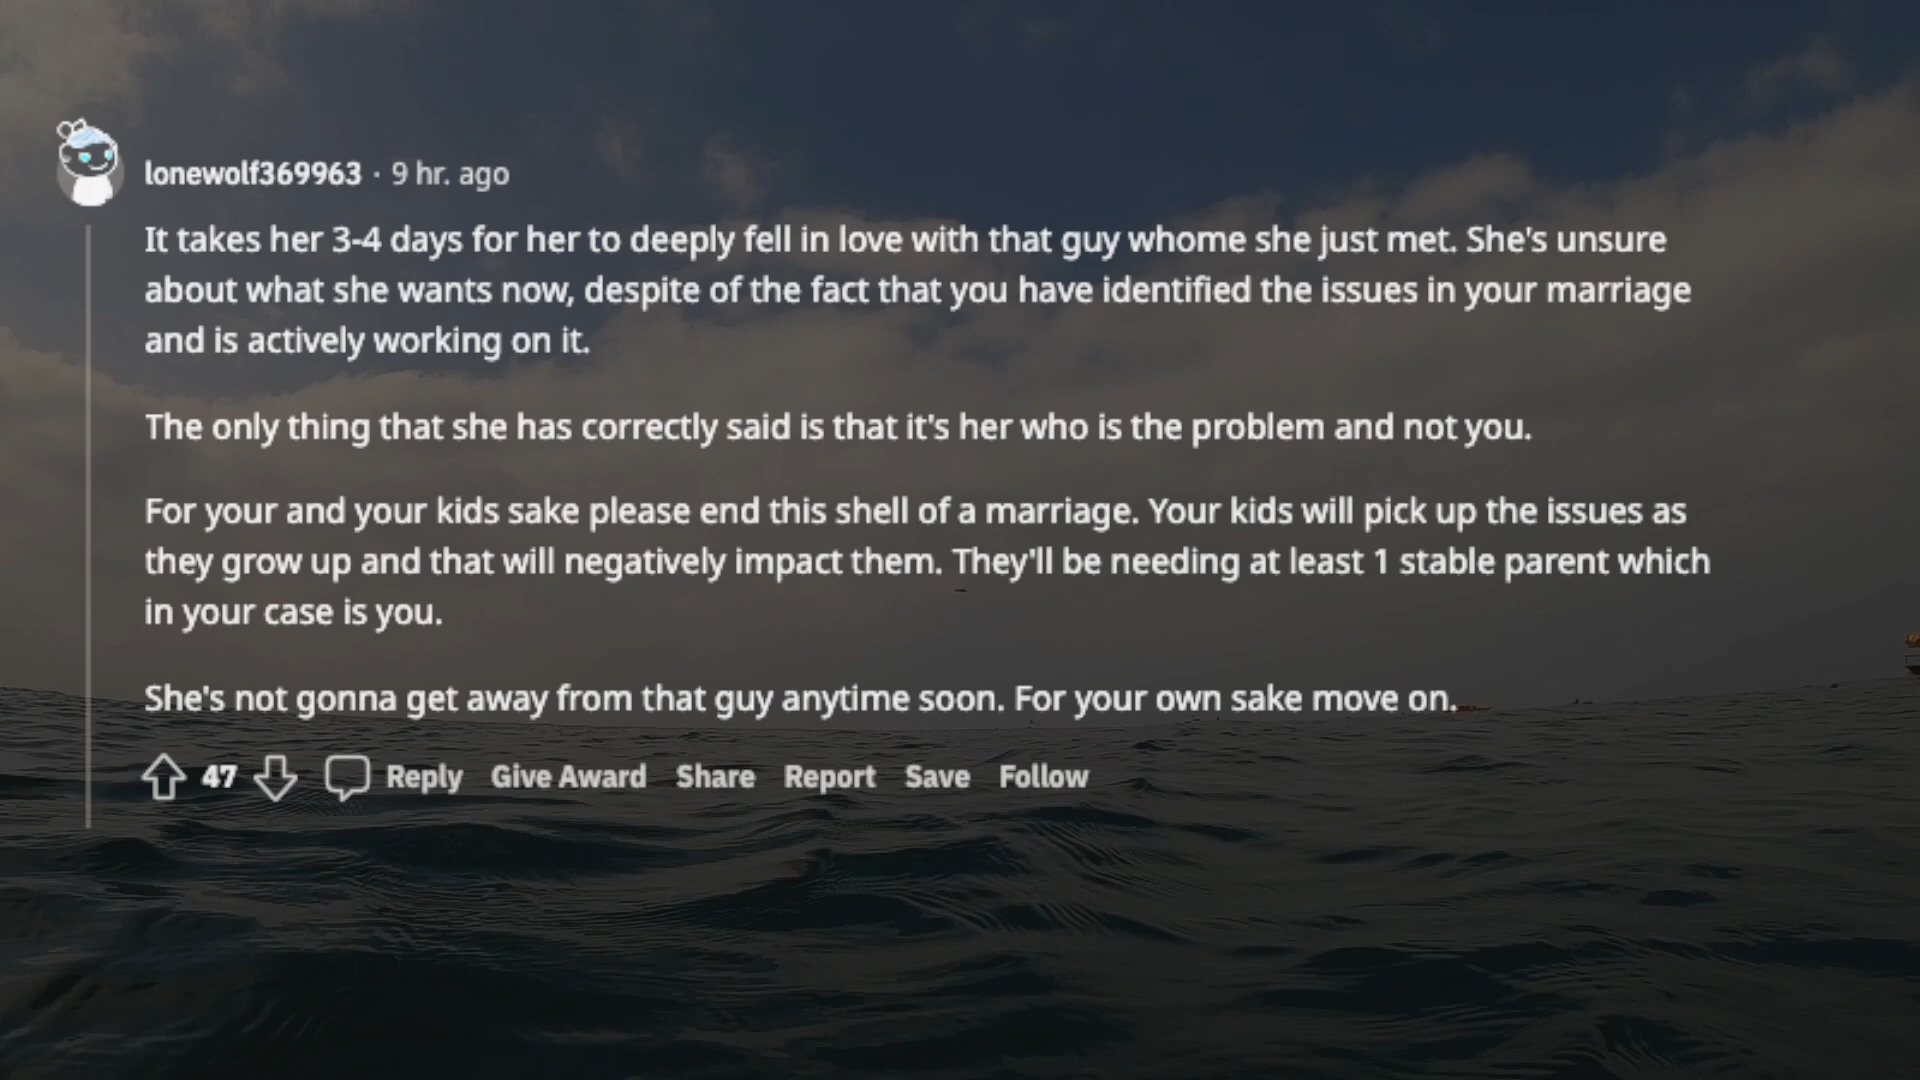 lonewolf369963 · 9 hr. ago
It takes her 3-4 days for her to deeply fell in love with that guy whome she just met. She's unsure
about what she wants now, despite of the fact that you have identified the issues in your marriage
and is actively working on it.
The only thing that she has correctly said is that it's her who is the problem and not you.
For your and your kids sake please end this shell of a marriage. Your kids will pick up the issues as
they grow up and that will negatively impact them. They'll be needing at least 1 stable parent which
in your case is you.
She's not gonna get away from that guy anytime soon. For your own sake move on.
47 Reply Give Award Share Report Save Follow